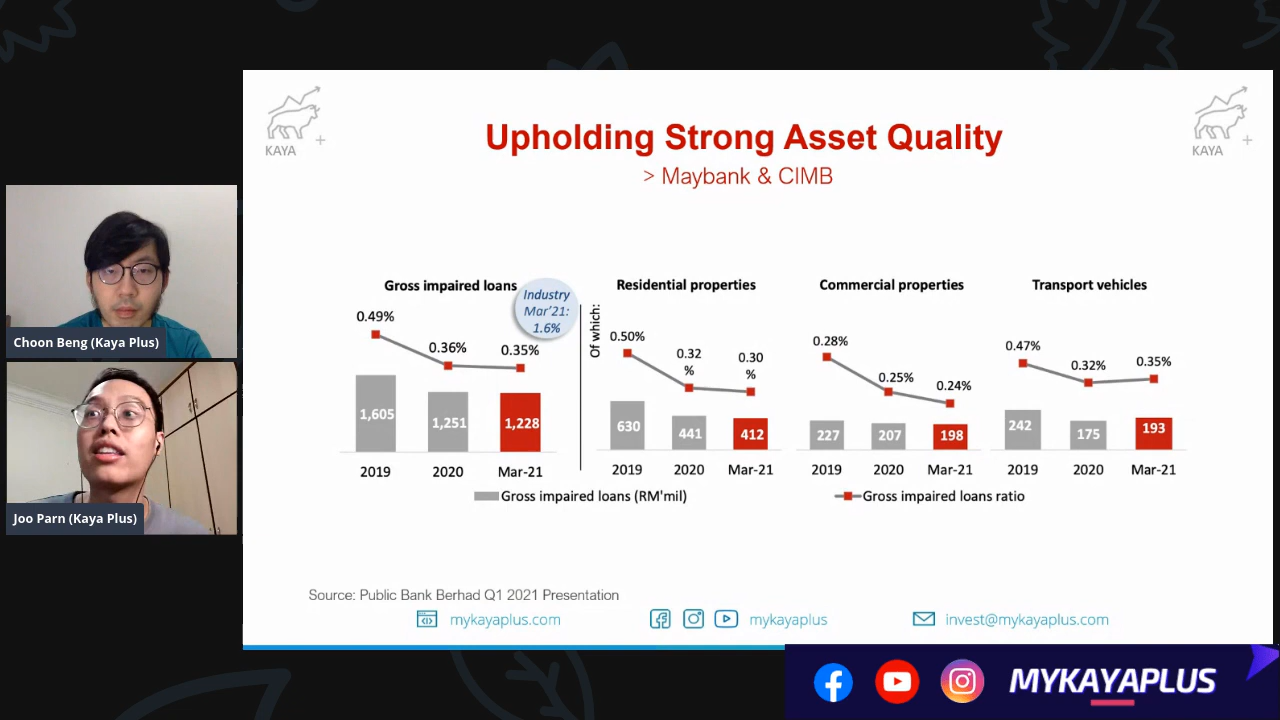 KAYA
KAYA
Upholding Strong Asset Quality
> Maybank & CIMB
Gross impaired loans
Industry
Mar'21:
1.6%
0.49%
0.36%
0.35%
1,605
1,251
1,228
2019
2020
Mar-21
Of which:
Residential properties
0.50%
0.32
%
0.30
%
630
441
412
2019
2020
Mar-21
Commercial properties
0.28%
0.25%
0.24%
227
207
198
2019
2020
Mar-21
Transport vehicles
0.47%
0.32%
0.35%
242
175
193
2019
2020
Mar-21
Gross impaired loans (RM'mil)
Gross impaired loans ratio
Source: Public Bank Berhad Q1 2021 Presentation
mykayaplus.com
mykayaplus
invest@mykayaplus.com
Choon Beng (Kaya Plus)
Joo Parn (Kaya Plus)
MYKAYAPLUS